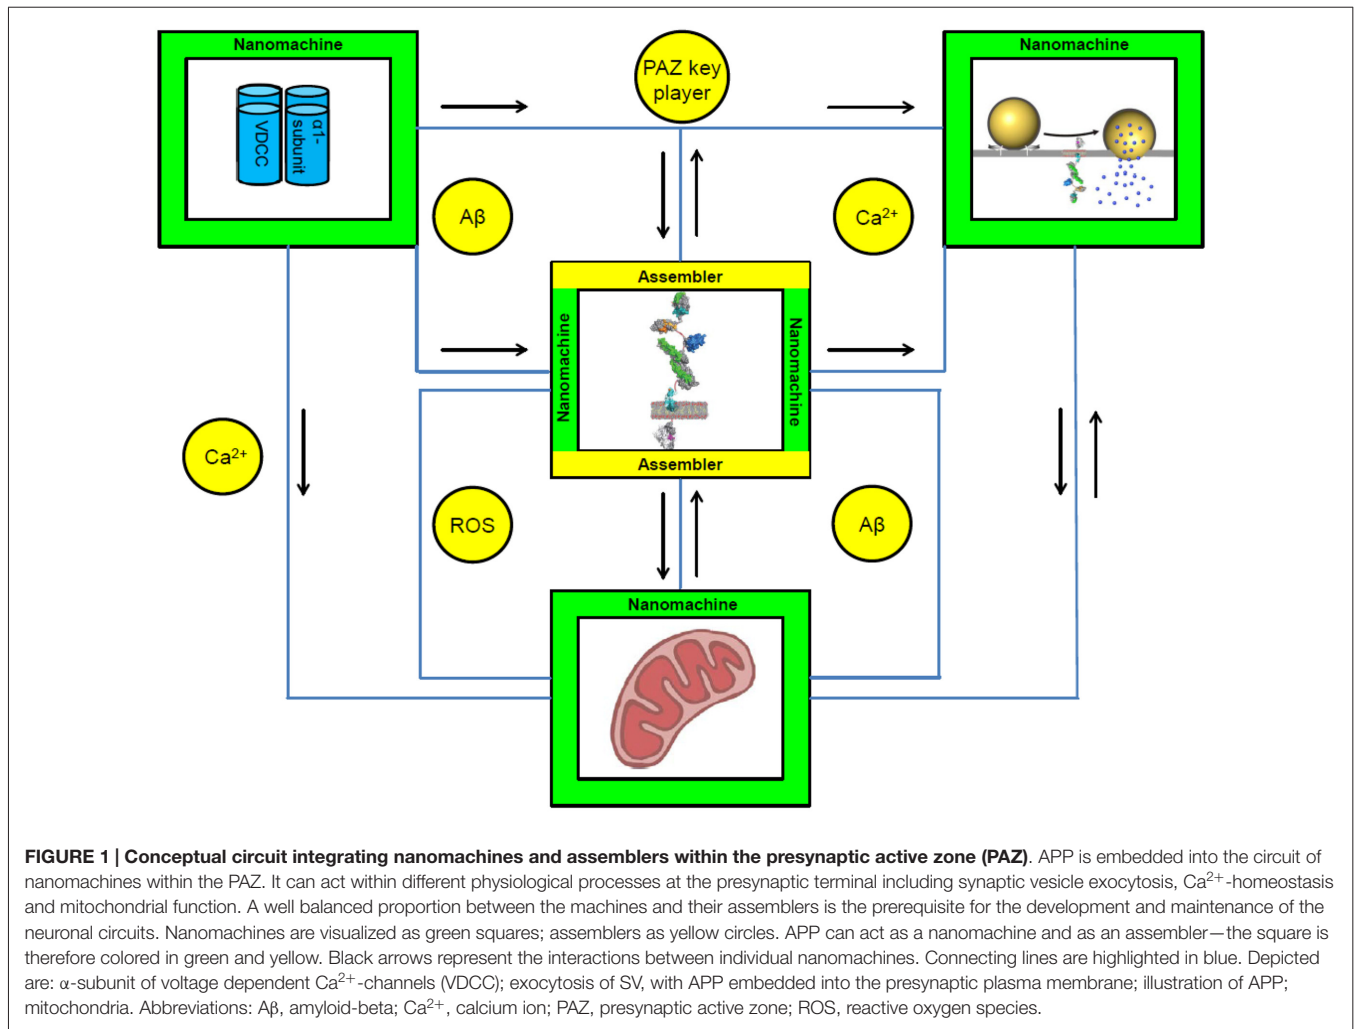 Nanomachine
VDCC
α1-
subunit
PAZ key
player
Nanomachine
Aβ
Ca²⁺
Assembler
Nanomachine
Nanomachine
Assembler
Ca²⁺
ROS
Aβ
Nanomachine
FIGURE 1 | Conceptual circuit integrating nanomachines and assemblers within the presynaptic active zone (PAZ). APP is embedded into the circuit of
nanomachines within the PAZ. It can act within different physiological processes at the presynaptic terminal including synaptic vesicle exocytosis, Ca²⁺-homeostasis
and mitochondrial function. A well balanced proportion between the machines and their assemblers is the prerequisite for the development and maintenance of the
neuronal circuits. Nanomachines are visualized as green squares; assemblers as yellow circles. APP can act as a nanomachine and as an assembler—the square is
therefore colored in green and yellow. Black arrows represent the interactions between individual nanomachines. Connecting lines are highlighted in blue. Depicted
are: α-subunit of voltage dependent Ca²⁺-channels (VDCC); exocytosis of SV, with APP embedded into the presynaptic plasma membrane; illustration of APP;
mitochondria. Abbreviations: Aβ, amyloid-beta; Ca²⁺, calcium ion; PAZ, presynaptic active zone; ROS, reactive oxygen species.